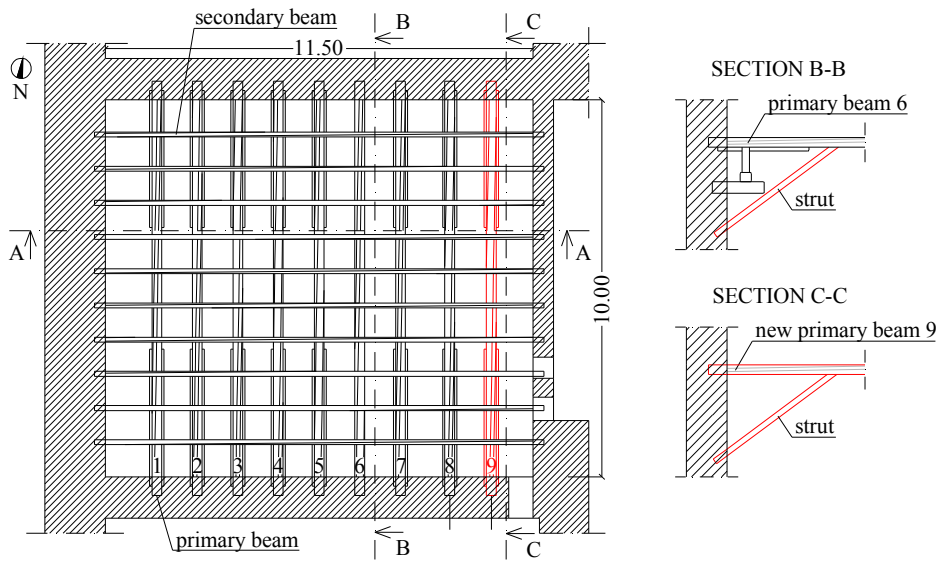 secondary beam
B
C
11.50
N
A
A
10.00
1 2 3 4 5 6 7 8 9
primary beam
B
C
SECTION B-B
primary beam 6
strut
SECTION C-C
new primary beam 9
strut